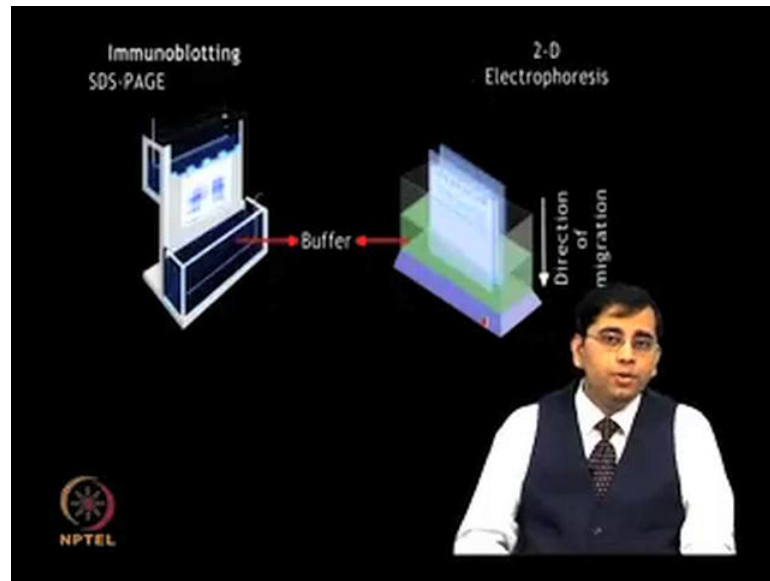 Immunoblotting
SDS-PAGE
2-D
Electrophoresis
Buffer
Direction
of
migration
NPTEL